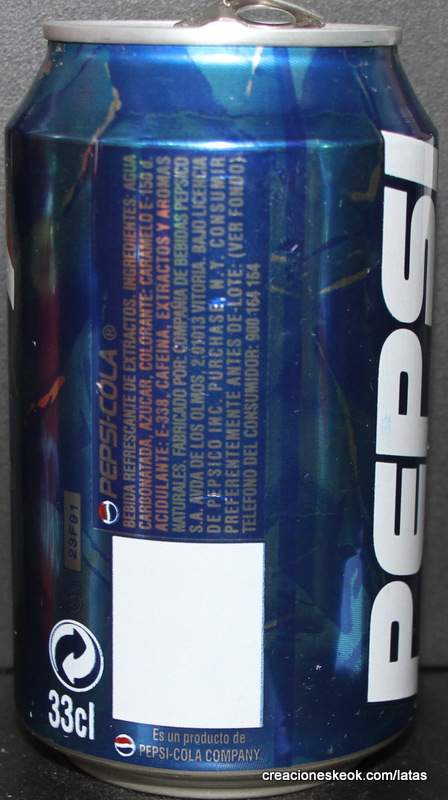 PEPSI-COLA ®
BEBIDA REFRESCANTE DE EXTRACTOS. INGREDIENTES: AGUA
CARBONATADA, AZUCAR, COLORANTE: CARAMELO E-150 d,
ACIDULANTE: E-338, CAFEINA, EXTRACTOS Y AROMAS
NATURALES. FABRICADO POR: COMPAÑIA DE BEBIDAS PEPSICO
S.A. AVDA DE LOS OLMOS, 2.01013 VITORIA. BAJO LICENCIA
DE PEPSICO INC. PURCHASE, N.Y. CONSUMIR
PREFERENTEMENTE ANTES DE-LOTE: (VER FONDO)
TELEFONO DEL CONSUMIDOR: 900 164 164
PEPSI
23F91
33cl
Es un producto de
PEPSI-COLA COMPANY.
creacioneskeok.com/latas